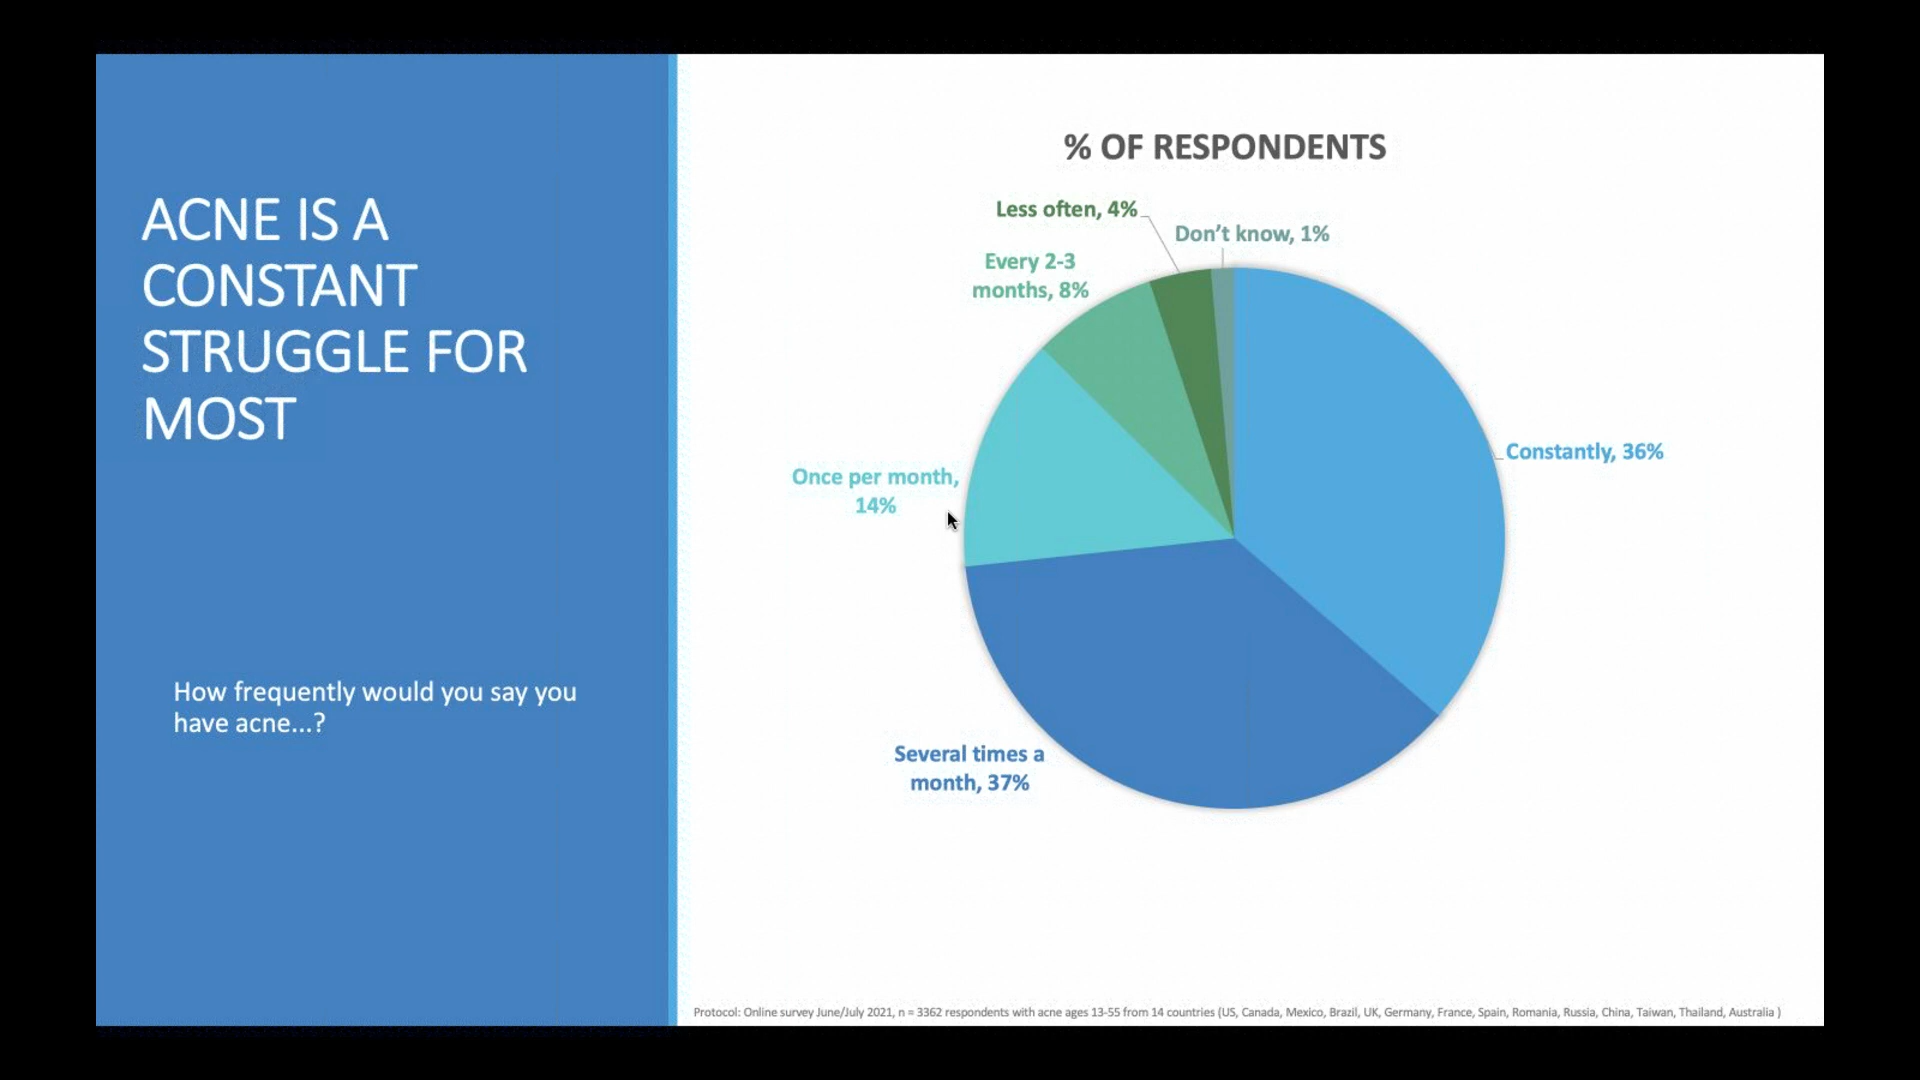 ACNE IS A
CONSTANT
STRUGGLE FOR
MOST
How frequently would you say you
have acne...?
% OF RESPONDENTS
Less often, 4%
Don't know, 1%
Every 2-3
months, 8%
Constantly, 36%
Once per month,
14%
Several times a
month, 37%
Protocol: Online survey June/July 2021, n = 3362 respondents with acne ages 13-55 from 14 countries (US, Canada, Mexico, Brazil, UK, Germany, France, Spain, Romania, Russia, China, Taiwan, Thailand, Australia )